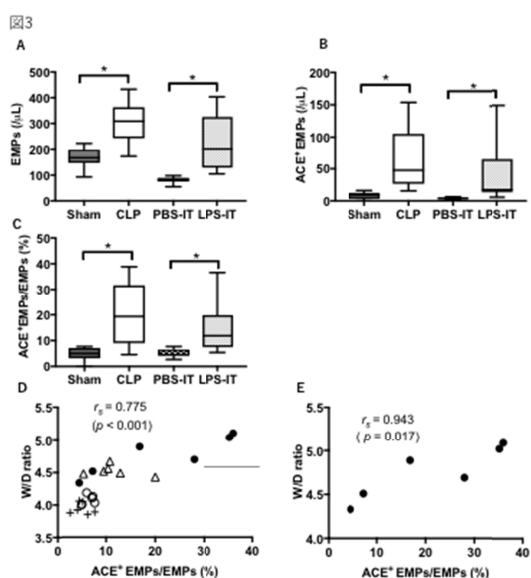 図3
A
B
EMPs (/μL)
500
400
300
200
100
0
*
*
Sham CLP PBS-IT LPS-IT
ACE+ EMPs (/μL)
200
150
100
50
0
*
*
Sham CLP PBS-IT LPS-IT
C
ACE+EMPs/EMPs (%)
50
40
30
20
10
0
*
*
Sham CLP PBS-IT LPS-IT
D
E
W/D ratio
5.5
5.0
4.5
4.0
3.5
rs = 0.775
(p < 0.001)
0 10 20 30 40
ACE+ EMPs/EMPs (%)
W/D ratio
5.5
5.0
4.5
4.0
rs = 0.943
( p = 0.017)
0 10 20 30 40
ACE+ EMPs/EMPs (%)